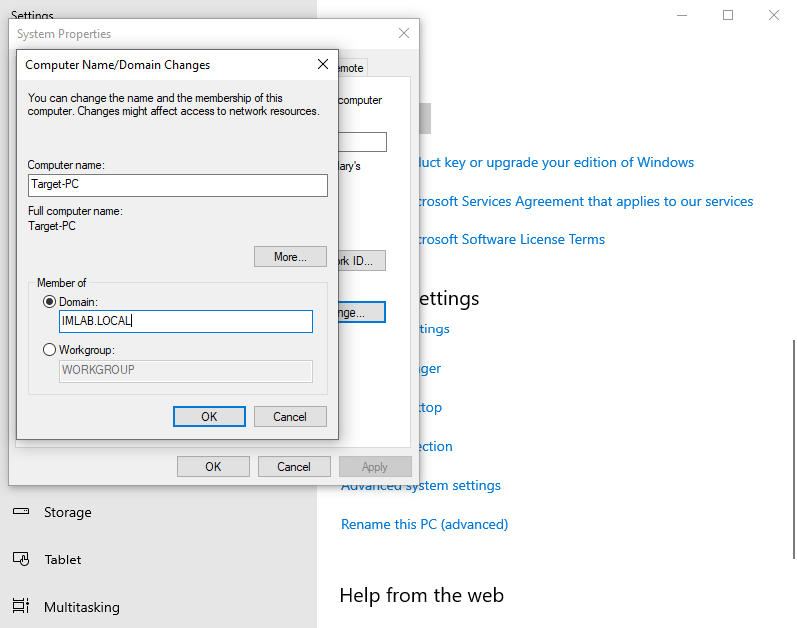 Settings
System Properties
Computer Name/Domain Changes
You can change the name and the membership of this
computer. Changes might affect access to network resources.
Computer name:
Target-PC
Full computer name:
Target-PC
More...
Member of
Domain:
IMLAB.LOCAL
Workgroup:
WORKGROUP
OK
Cancel
emote
computer
ary's
rk ID...
nge...
OK
Cancel
Apply
Storage
Tablet
Multitasking
duct key or upgrade your edition of Windows
crosoft Services Agreement that applies to our services
crosoft Software License Terms
ettings
tings
ger
top
ection
Advanced system settings
Rename this PC (advanced)
Help from the web